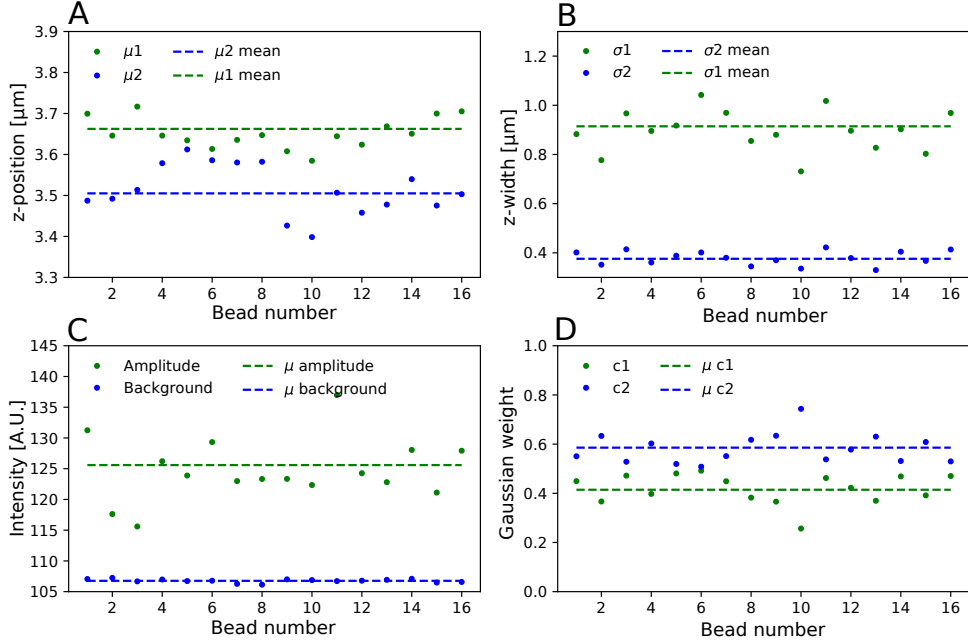 A
3.9
3.8
3.7
3.6
3.5
3.4
3.3
z-position [μm]
μ1
μ2
μ2 mean
μ1 mean
2 4 6 8 10 12 14 16
Bead number
B
1.2
1.0
0.8
0.6
0.4
z-width [μm]
σ1
σ2
σ2 mean
σ1 mean
2 4 6 8 10 12 14 16
Bead number
C
145
140
135
130
125
120
115
110
105
Intensity [A.U.]
Amplitude
Background
μ amplitude
μ background
2 4 6 8 10 12 14 16
Bead number
D
1.0
0.8
0.6
0.4
0.2
0.0
Gaussian weight
c1
c2
μ c1
μ c2
2 4 6 8 10 12 14 16
Bead number